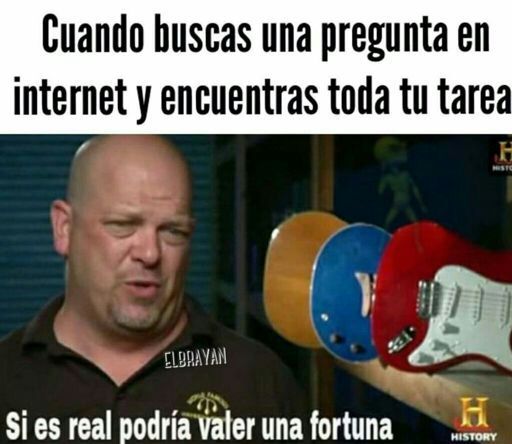 Cuando buscas una pregunta en
internet y encuentras toda tu tarea
H
HISTO
ELBRAYAN
Si es real podría valer una fortuna
H
HISTORY